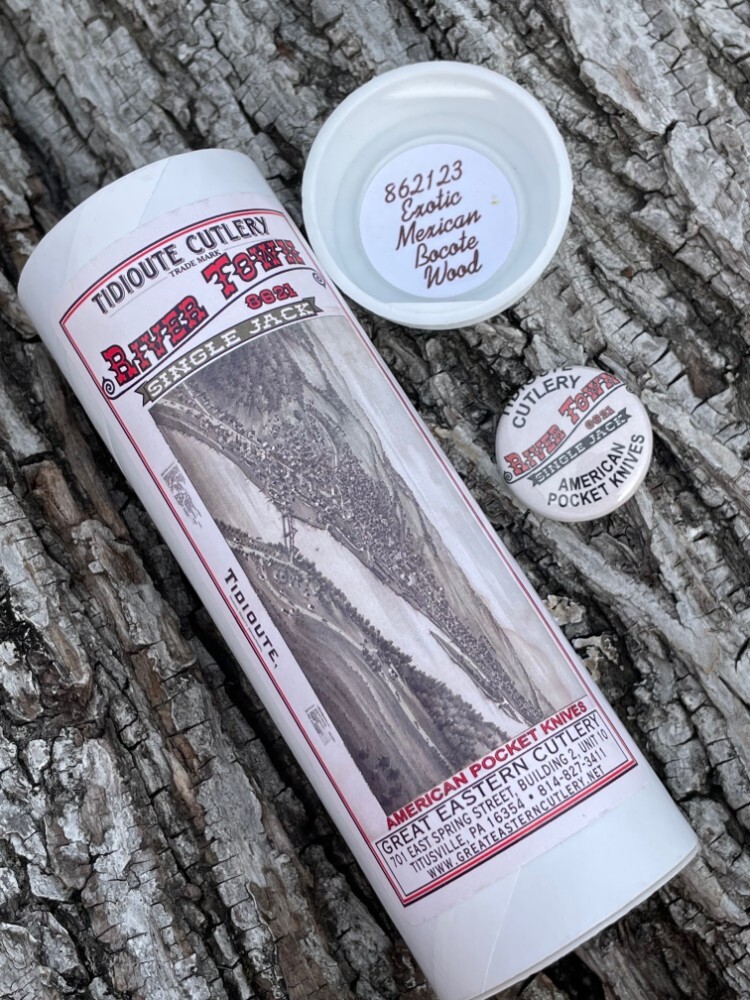 TIDIOUTE CUTLERY
TRADE MARK
RIVER TOWN
8621
SINGLE JACK
TIDIOUTE.
AMERICAN POCKET KNIVES
GREAT EASTERN CUTLERY
701 EAST SPRING STREET, BUILDING 2, UNIT 10
TITUSVILLE, PA 16354 • 814-827-3411
WWW.GREATEASTERNCUTLERY.NET
862123
Exotic
Mexican
Bocote
Wood
CUTLERY
RIVER TOWN
8621
SINGLE JACK
AMERICAN
POCKET KNIVES